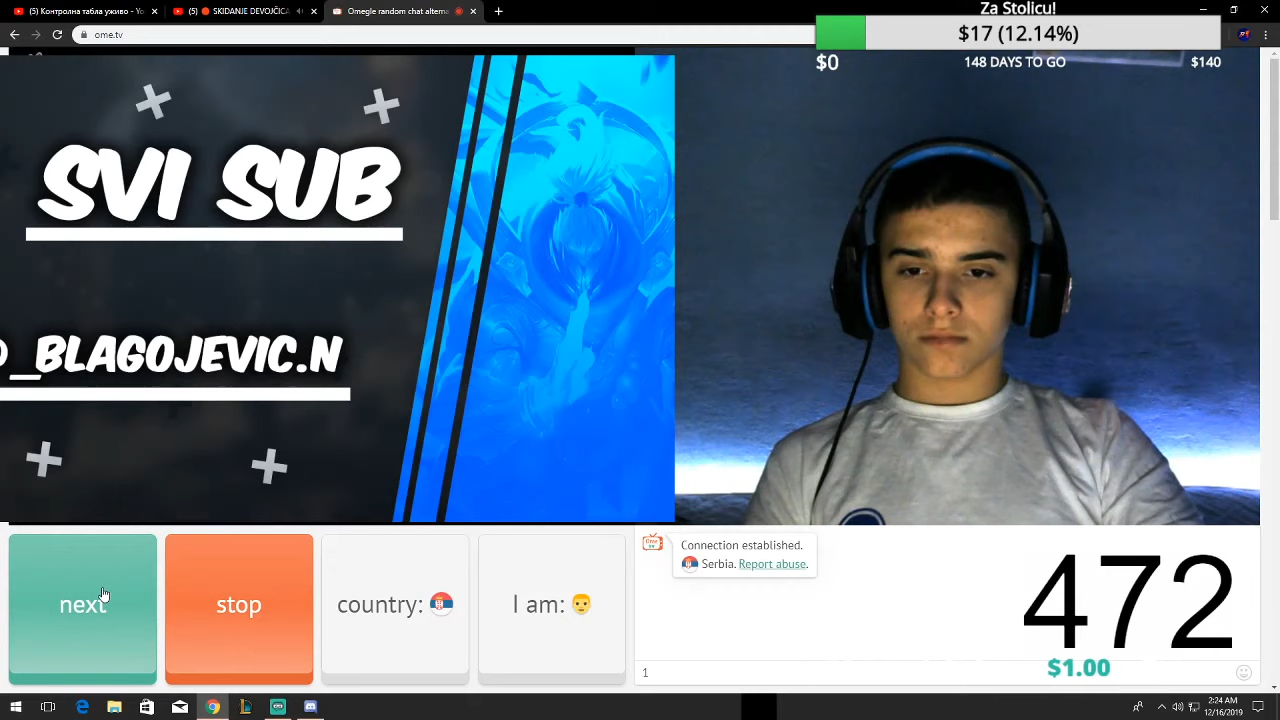 (5) Контролна табла уживо - Yo
(5) 🔴 SKIDANJE DEVOJČICA
Omegle random chat alterna
ome.tv
Za Stolicu!
$17 (12.14%)
$0
148 DAYS TO GO
$140
SVI SUB
_BLAGOJEVIC.N
next
stop
country:
I am:
Ome
TV
Connection established.
Serbia. Report abuse.
472
$1.00
1
2:24 AM
12/16/2019